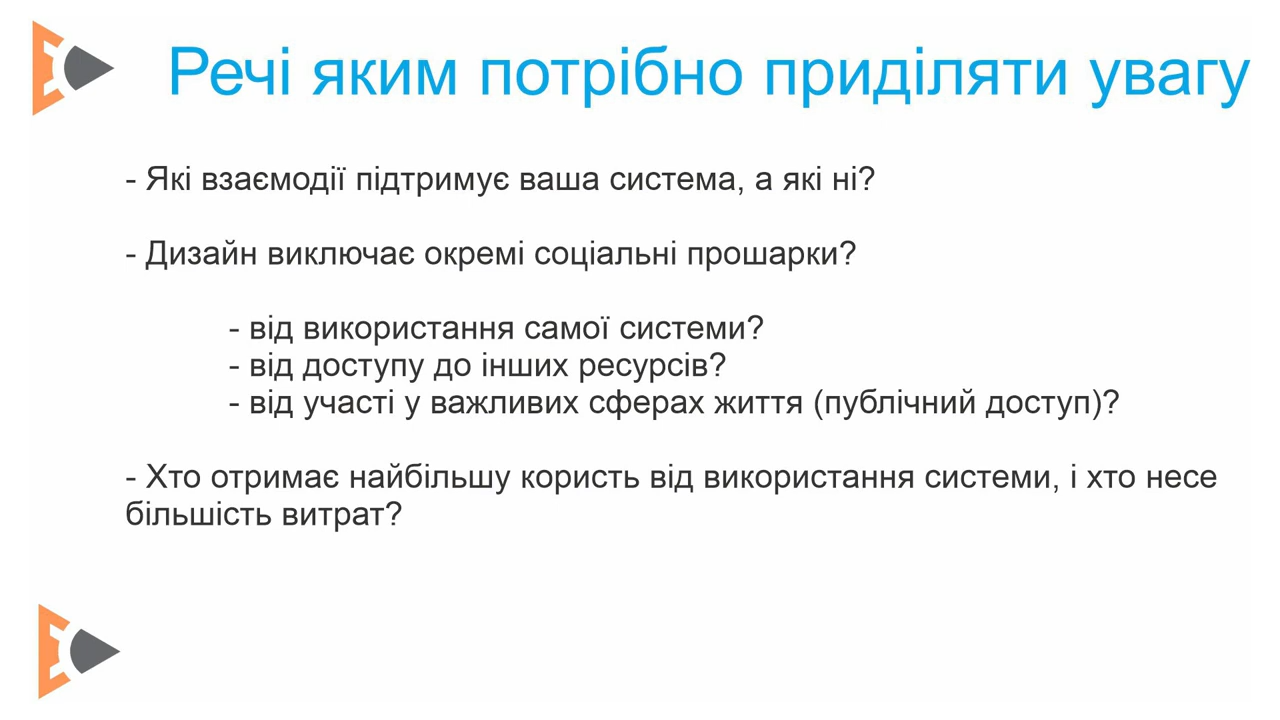 Речі яким потрібно приділяти увагу
- Які взаємодії підтримує ваша система, а які ні?
- Дизайн виключає окремі соціальні прошарки?
- від використання самої системи?
- від доступу до інших ресурсів?
- від участі у важливих сферах життя (публічний доступ)?
- Хто отримає найбільшу користь від використання системи, і хто несе
більшість витрат?